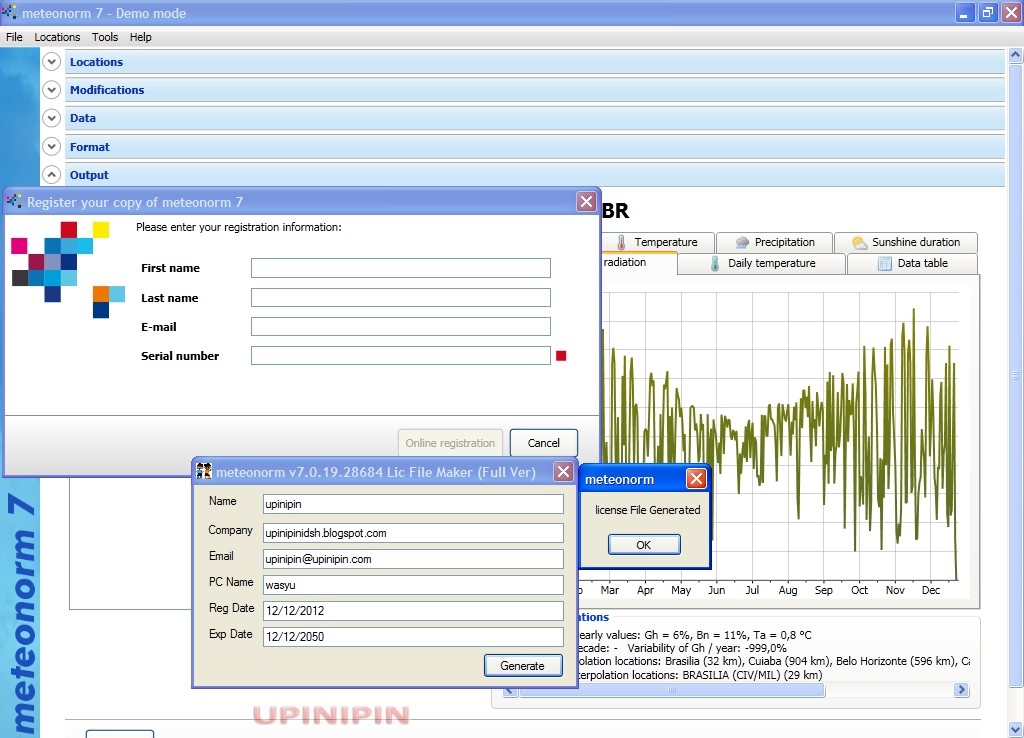 meteonorm 7 - Demo mode
File Locations Tools Help
Locations
Modifications
Data
Format
Output
Register your copy of meteonorm 7
BR
Please enter your registration information:
First name
Last name
E-mail
Serial number
Online registration Cancel
Temperature Precipitation Sunshine duration
radiation Daily temperature Data table
Mar Apr May Jun Jul Aug Sep Oct Nov Dec
meteonorm v7.0.19.28684 Lic File Maker (Full Ver)
Name upinipin
Company upinipinidsh.blogspot.com
Email upinipin@upinipin.com
PC Name wasyu
Reg Date 12/12/2012
Exp Date 12/12/2050
Generate
meteonorm
license File Generated
OK
early values: Gh = 6%, Bn = 11%, Ta = 0,8 °C
ecade: - Variability of Gh / year: -999,0%
olation locations: Brasilia (32 km), Cuiaba (904 km), Belo Horizonte (596 km), Ca
terpolation locations: BRASILIA (CIV/MIL) (29 km)
meteonorm 7
UPINIPIN